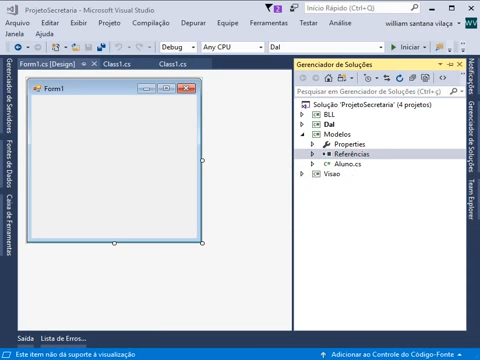 ProjetoSecretaria - Microsoft Visual Studio
2
Início Rápido (Ctrl+Q)
Arquivo Editar Exibir Projeto Compilação Depuração Equipe Ferramentas Testar Análise
william santana vilaça
WV
Janela Ajuda
Debug
Any CPU
Dal
Iniciar
Form1.cs [Design]
Class1.cs
Class1.cs
Gerenciador de Soluções
Gerenciador de Servidores
Fontes de Dados
Caixa de Ferramentas
Form1
Pesquisar em Gerenciador de Soluções (Ctrl+ç)
Solução 'ProjetoSecretaria' (4 projetos)
BLL
Dal
Modelos
Properties
Referências
Aluno.cs
Visao
Notificações
Gerenciador de Soluções
Team Explorer
Saída Lista de Erros...
Este item não dá suporte à visualização
Adicionar ao Controle do Código-Fonte